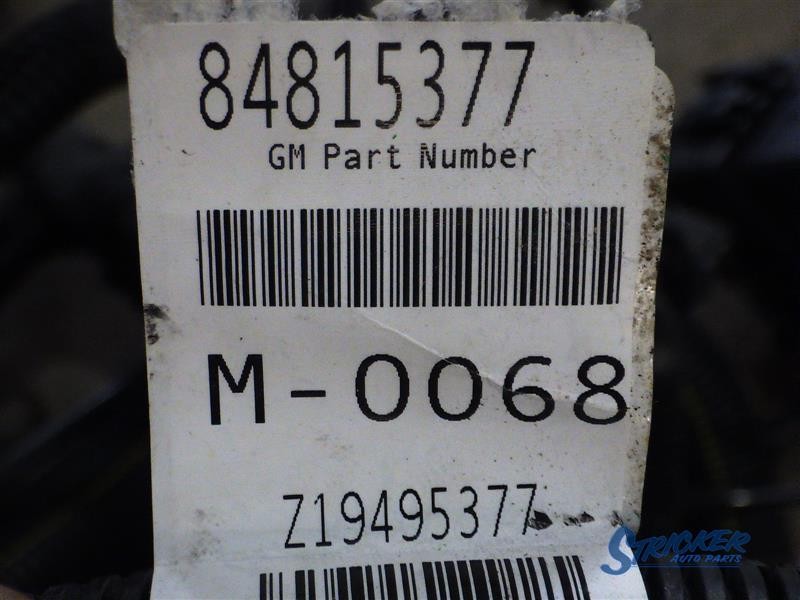 84815377
GM Part Number
M-0068
Z19495377
STRICKER
AUTO PARTS